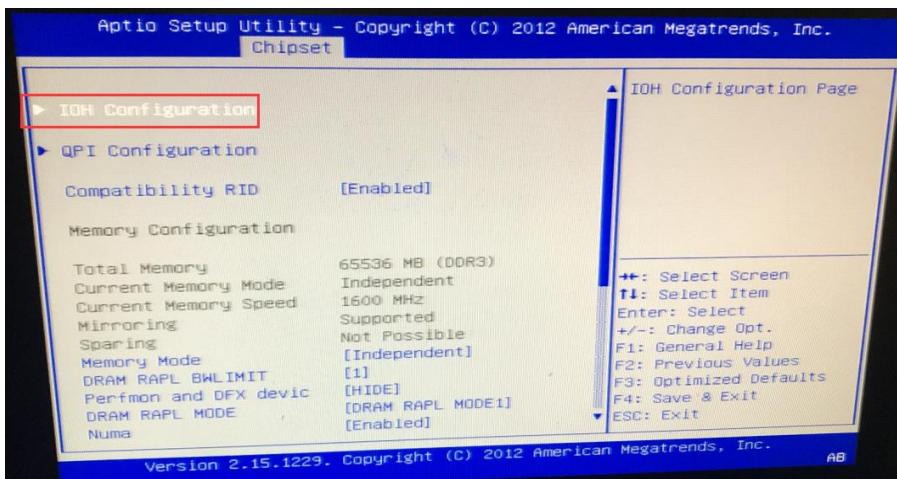 Aptio Setup Utility – Copyright (C) 2012 American Megatrends, Inc.
Chipset
IOH Configuration
QPI Configuration
Compatibility RID [Enabled]
Memory Configuration
Total Memory 65536 MB (DDR3)
Current Memory Mode Independent
Current Memory Speed 1600 MHz
Mirroring Supported
Sparing Not Possible
Memory Mode [Independent]
DRAM RAPL BWLIMIT [1]
Perfmon and DFX devic [HIDE]
DRAM RAPL MODE [DRAM RAPL MODE1]
Numa [Enabled]
IOH Configuration Page
→←: Select Screen
↑↓: Select Item
Enter: Select
+/-: Change Opt.
F1: General Help
F2: Previous Values
F3: Optimized Defaults
F4: Save & Exit
ESC: Exit
Version 2.15.1229. Copyright (C) 2012 American Megatrends, Inc.
AB